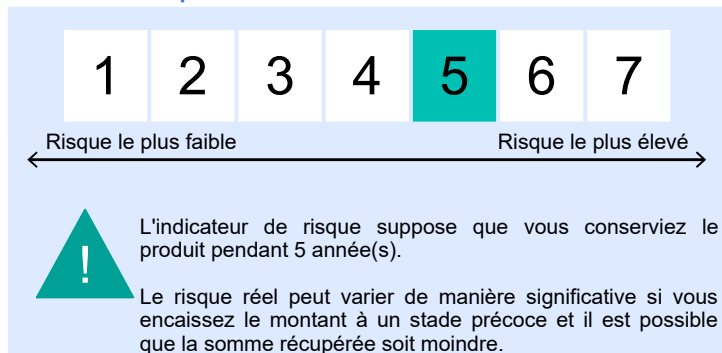 1 2 3 4 5 6 7
Risque le plus faible Risque le plus élevé
!
L'indicateur de risque suppose que vous conserviez le
produit pendant 5 année(s).
Le risque réel peut varier de manière significative si vous
encaissez le montant à un stade précoce et il est possible
que la somme récupérée soit moindre.